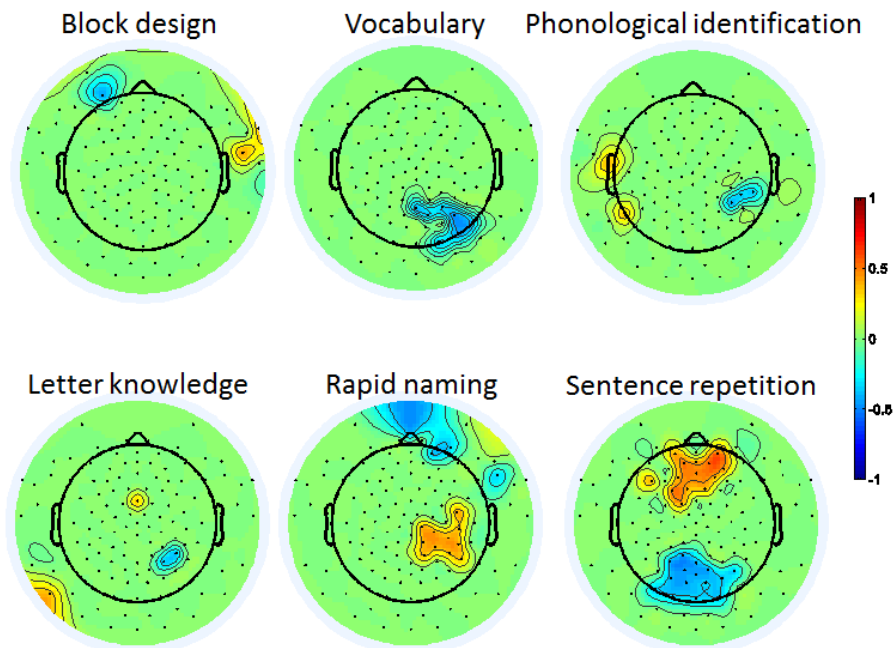 Block design
Vocabulary
Phonological identification
1
0.5
0
-0.5
-1
Letter knowledge
Rapid naming
Sentence repetition